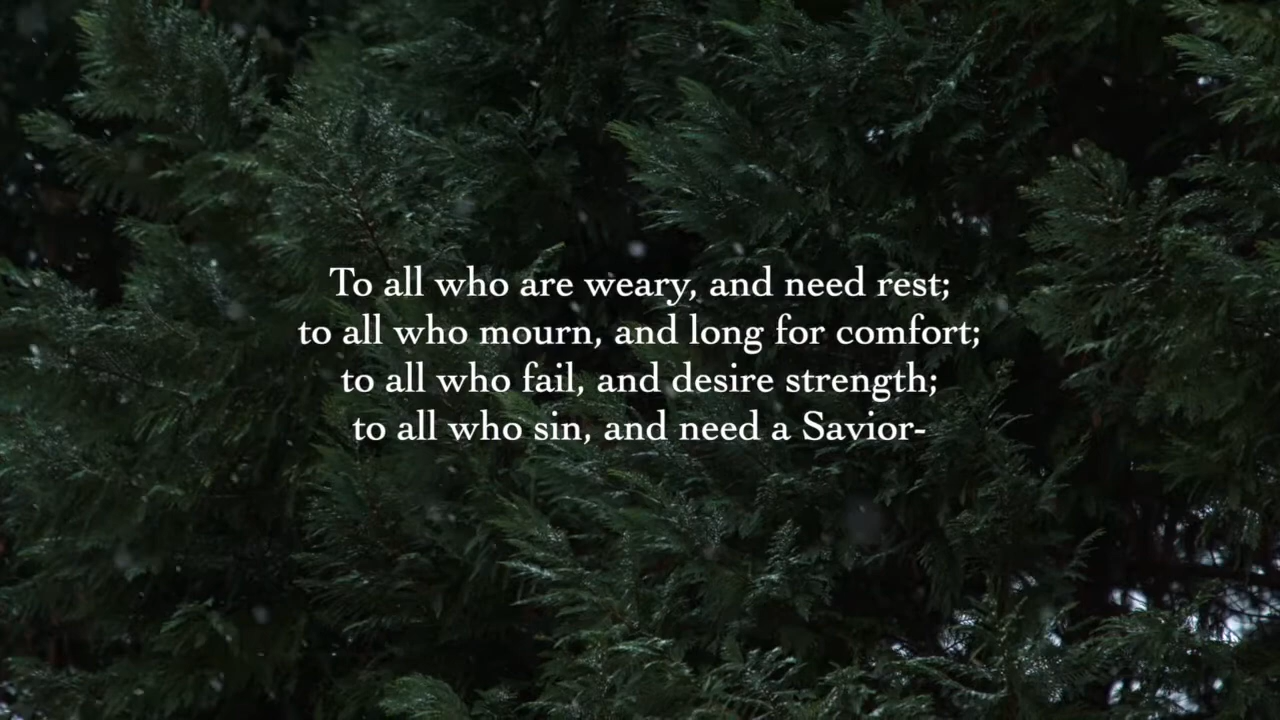 To all who are weary, and need rest;
to all who mourn, and long for comfort;
to all who fail, and desire strength;
to all who sin, and need a Savior-